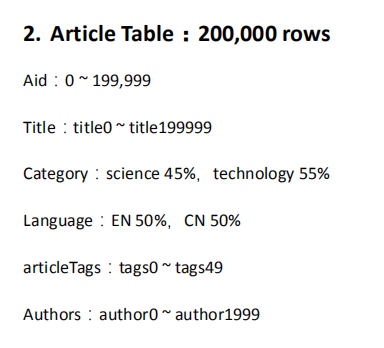 2. Article Table：200,000 rows
Aid：0 ~ 199,999
Title：title0 ~ title199999
Category：science 45%，technology 55%
Language：EN 50%，CN 50%
articleTags：tags0 ~ tags49
Authors：author0 ~ author1999